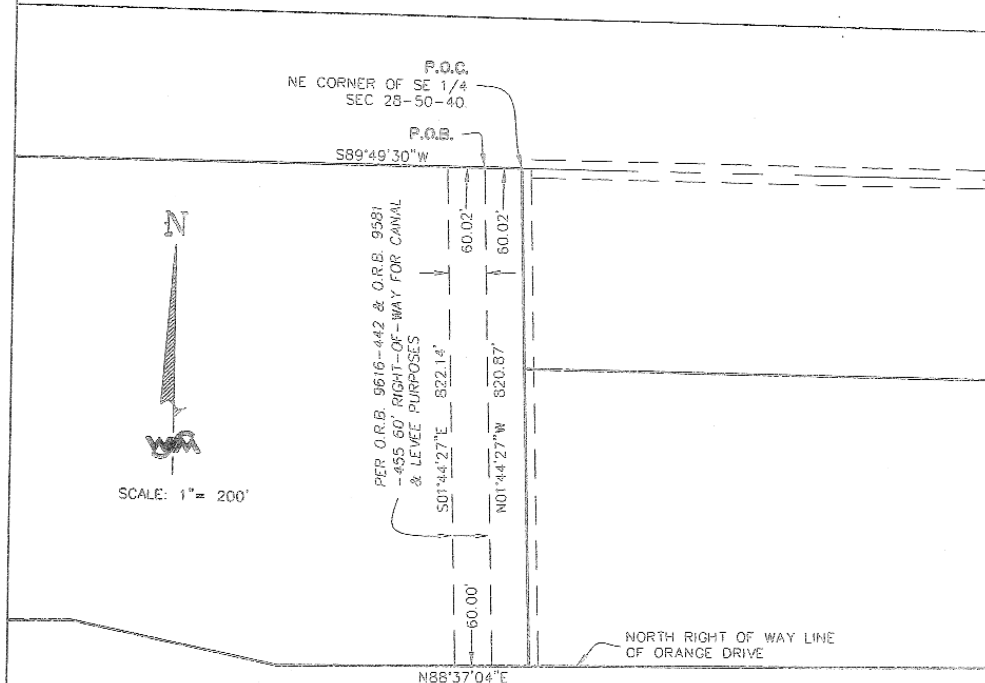 P.O.C.
NE CORNER OF SE 1/4
SEC 28-50-40.
P.O.B.
S89°49'30"W
60.02'
60.02'
N
PER O.R.B. 9616-442 & O.R.B. 9581
-455 60' RIGHT-OF-WAY FOR CANAL
& LEVEE PURPOSES
S01°44'27"E 822.14'
N01°44'27"W 820.87'
SCALE: 1"= 200'
60.00'
NORTH RIGHT OF WAY LINE
OF ORANGE DRIVE
N88°37'04"E